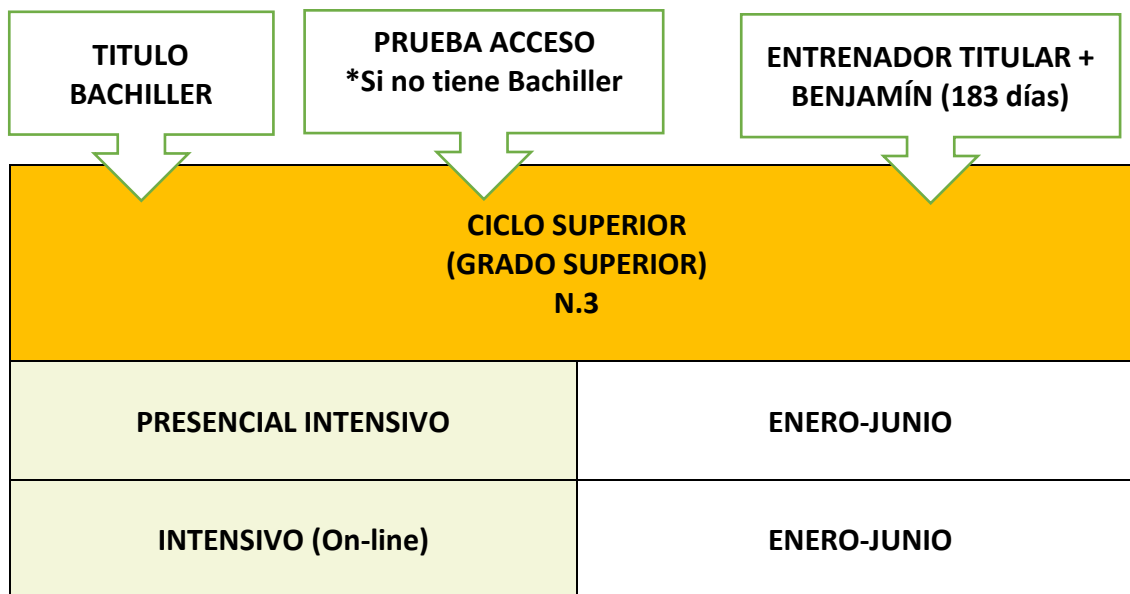 TITULO
BACHILLER
PRUEBA ACCESO
*Si no tiene Bachiller
ENTRENADOR TITULAR +
BENJAMÍN (183 días)
CICLO SUPERIOR
(GRADO SUPERIOR)
N.3
PRESENCIAL INTENSIVO
ENERO-JUNIO
INTENSIVO (On-line)
ENERO-JUNIO